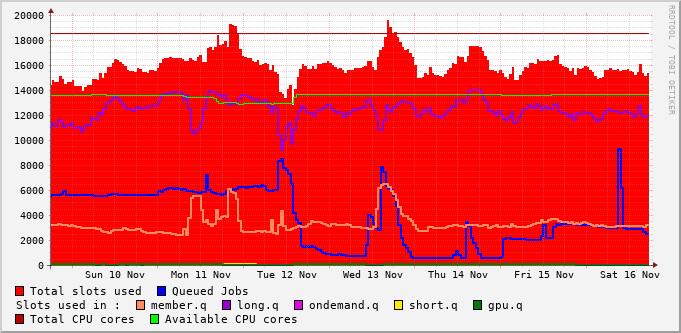 20000
18000
16000
14000
12000
10000
8000
6000
4000
2000
0
Sun 10 Nov Mon 11 Nov Tue 12 Nov Wed 13 Nov Thu 14 Nov Fri 15 Nov Sat 16 Nov
RRDTOOL / TOBI OETIKER
Total slots used Queued Jobs
Slots used in : member.q long.q ondemand.q short.q gpu.q
Total CPU cores Available CPU cores